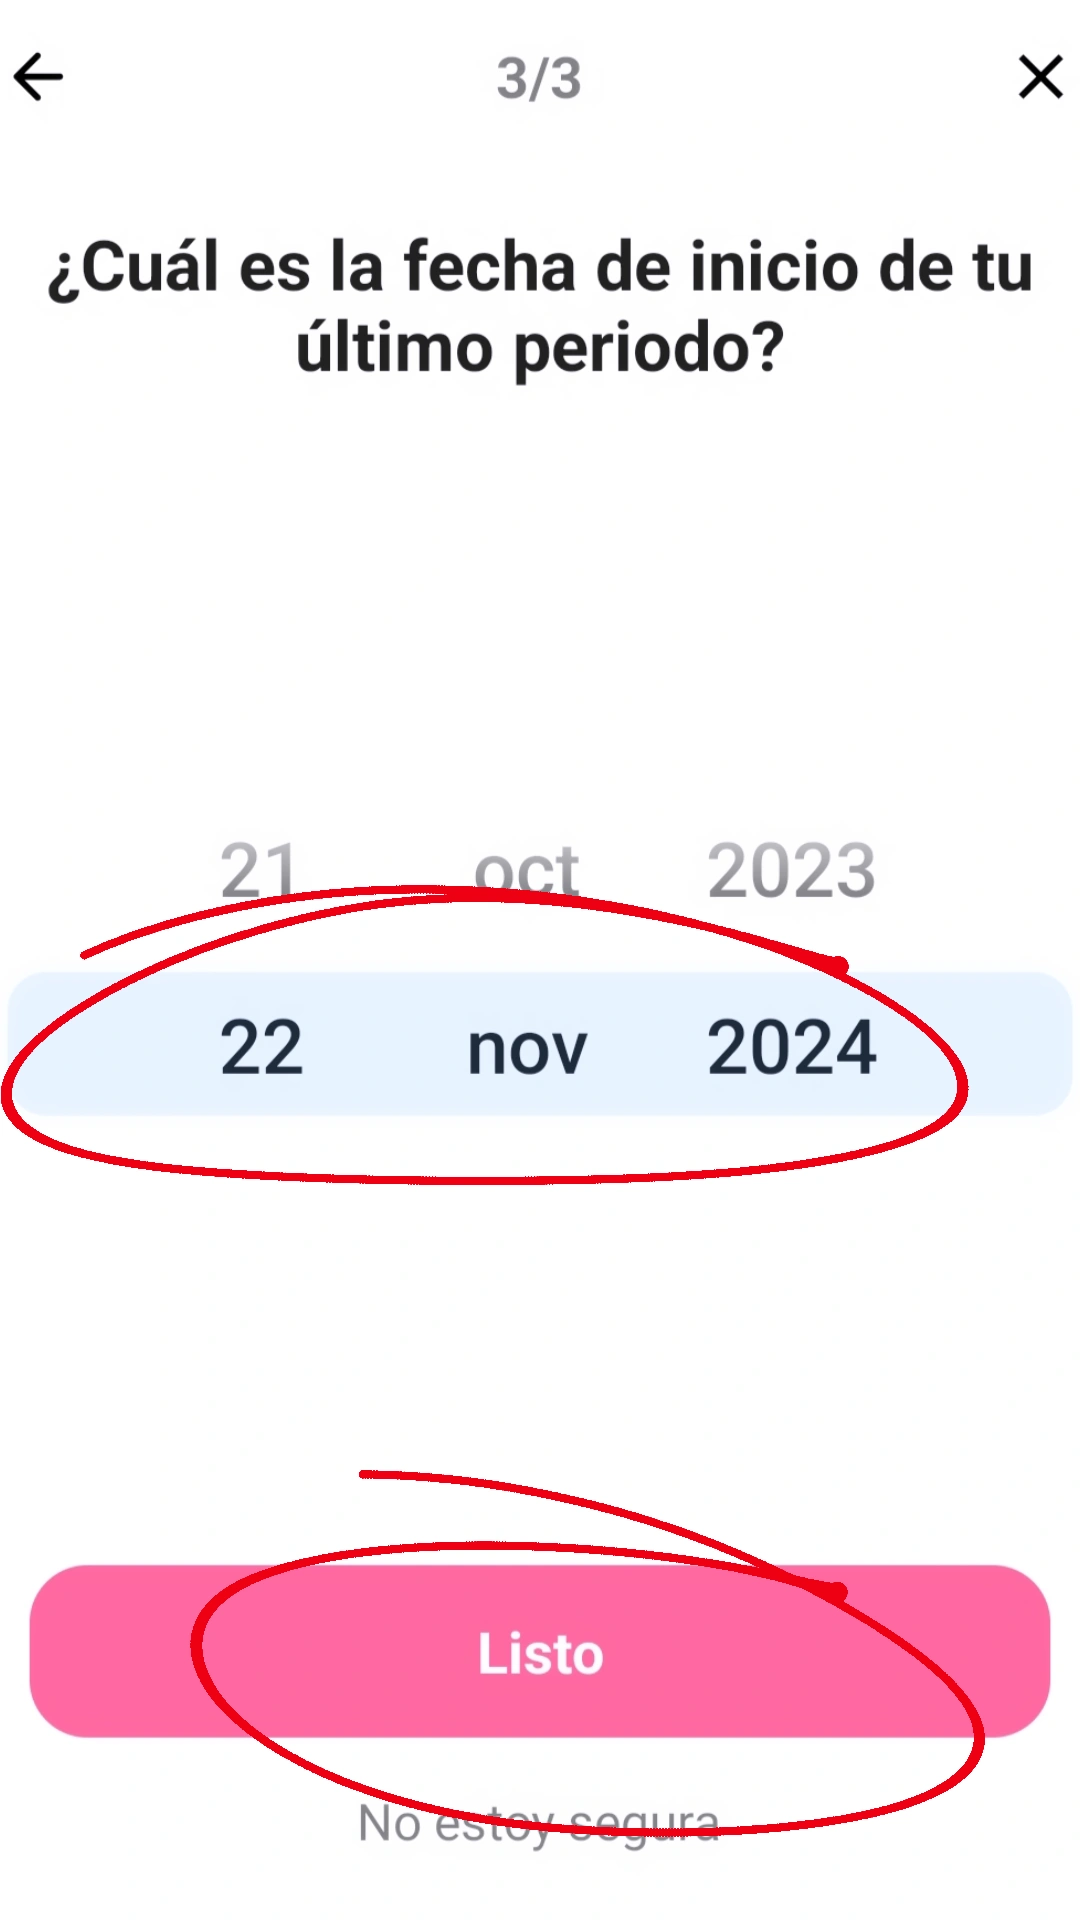 3/3
¿Cuál es la fecha de inicio de tu
último periodo?
21 oct 2023
22 nov 2024
Listo
No estoy segura